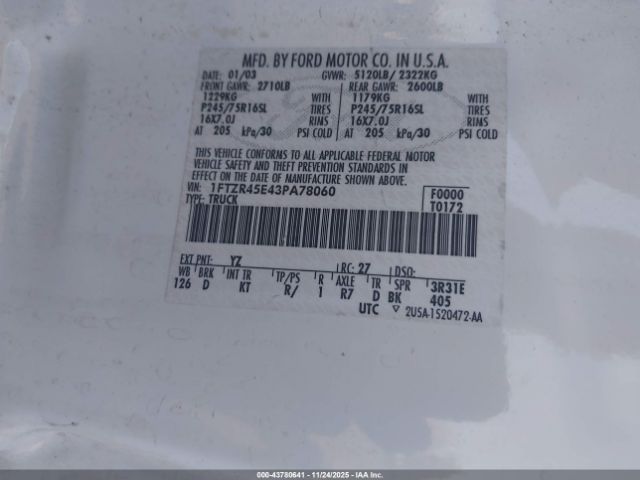 MFD. BY FORD MOTOR CO. IN U.S.A.
DATE: 01/03 GVWR: 5120LB/ 2322KG
FRONT GAWR: 2710LB REAR GAWR: 2600LB
1229KG WITH 1179KG WITH
P245/75R16SL TIRES P245/75R16SL TIRES
16X7.0J RIMS 16X7.0J RIMS
AT 205 kPa/30 PSI COLD AT 205 kPa/30 PSI COLD
THIS VEHICLE CONFORMS TO ALL APPLICABLE FEDERAL MOTOR
VEHICLE SAFETY AND THEFT PREVENTION STANDARDS IN
EFFECT ON THE DATE OF MANUFACTURE SHOWN ABOVE.
VIN: 1FTZR45E43PA78060 F0000
TYPE: TRUCK T0172
EXT PNT: YZ RC: 27 DSO:
WB BRK INT TR TP/PS R AXLE TR SPR 3R31E
126 D KT R/ 1 R7 D BK 405
UTC 2USA-1520472-AA
000-43780641 - 11/24/2025 - IAA Inc.